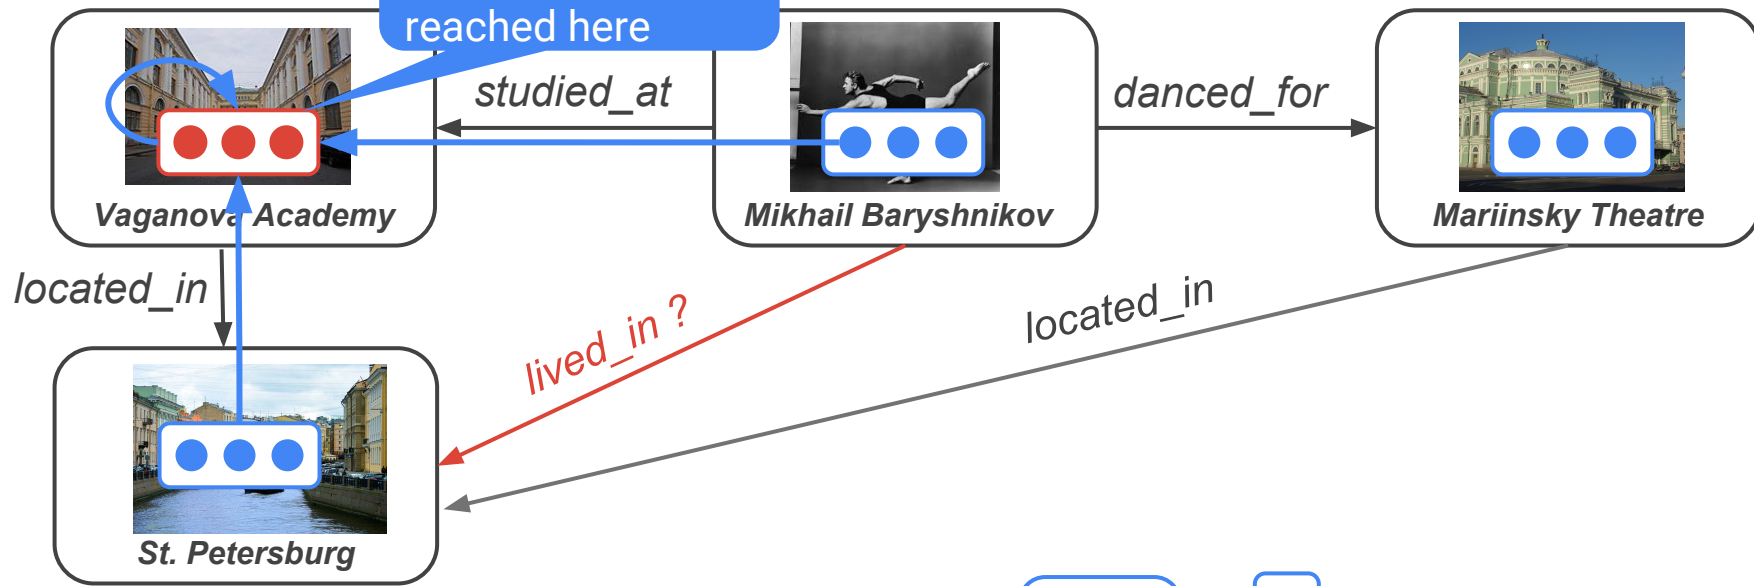 reached here
studied_at
danced_for
Vaganova Academy
Mikhail Baryshnikov
Mariinsky Theatre
located_in
lived_in ?
located_in
St. Petersburg